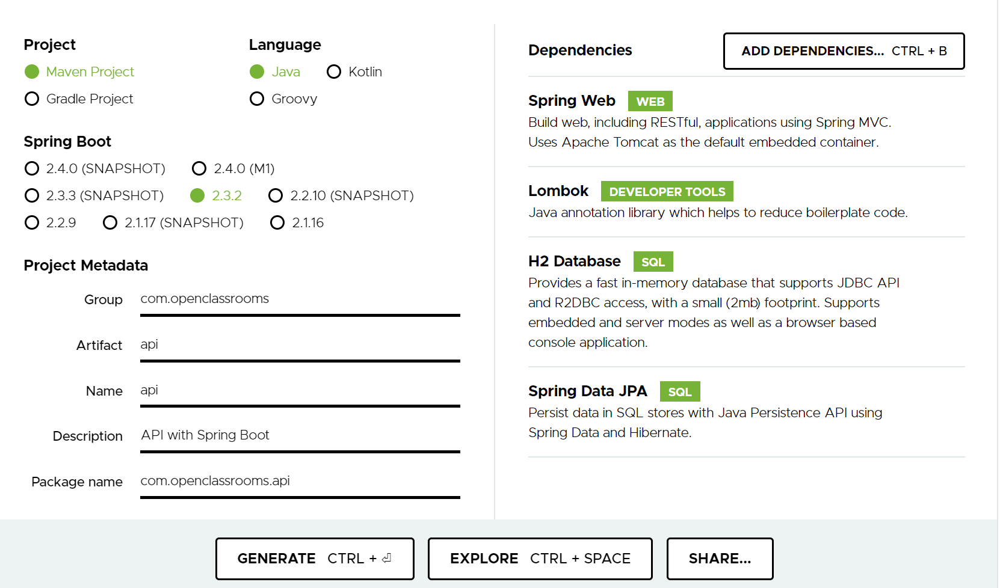 Project
Maven Project
Gradle Project
Language
Java Kotlin
Groovy
Spring Boot
2.4.0 (SNAPSHOT) 2.4.0 (M1)
2.3.3 (SNAPSHOT) 2.3.2 2.2.10 (SNAPSHOT)
2.2.9 2.1.17 (SNAPSHOT) 2.1.16
Project Metadata
Group com.openclassrooms
Artifact api
Name api
Description API with Spring Boot
Package name com.openclassrooms.api
Dependencies
ADD DEPENDENCIES... CTRL + B
Spring Web WEB
Build web, including RESTful, applications using Spring MVC.
Uses Apache Tomcat as the default embedded container.
Lombok DEVELOPER TOOLS
Java annotation library which helps to reduce boilerplate code.
H2 Database SQL
Provides a fast in-memory database that supports JDBC API
and R2DBC access, with a small (2mb) footprint. Supports
embedded and server modes as well as a browser based
console application.
Spring Data JPA SQL
Persist data in SQL stores with Java Persistence API using
Spring Data and Hibernate.
GENERATE CTRL + ⏎
EXPLORE CTRL + SPACE
SHARE...